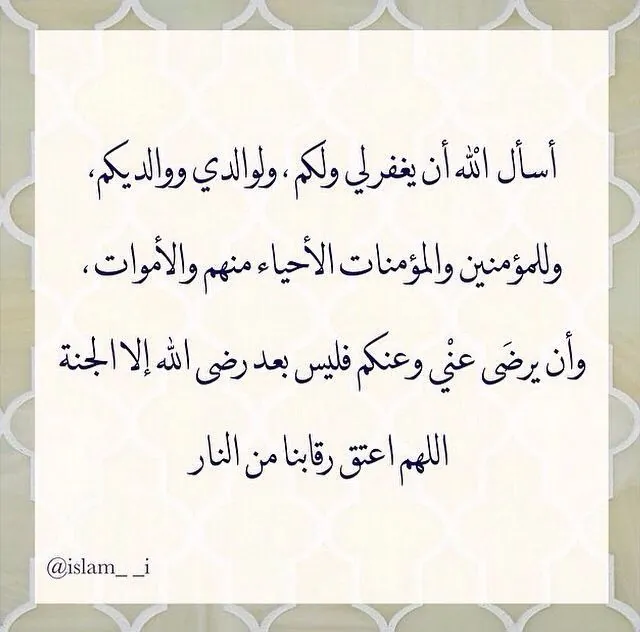 أسأل الله أن يغفر لي ولكم ، ولوالدي ووالديكم،
وللمؤمنين والمؤمنات الأحياء منهم والأموات ،
وأن يرضَى عنْي وعنكم فليس بعد رضى الله إلا الجنة
اللهم اعتق رقابنا من النار
@islam_ _i